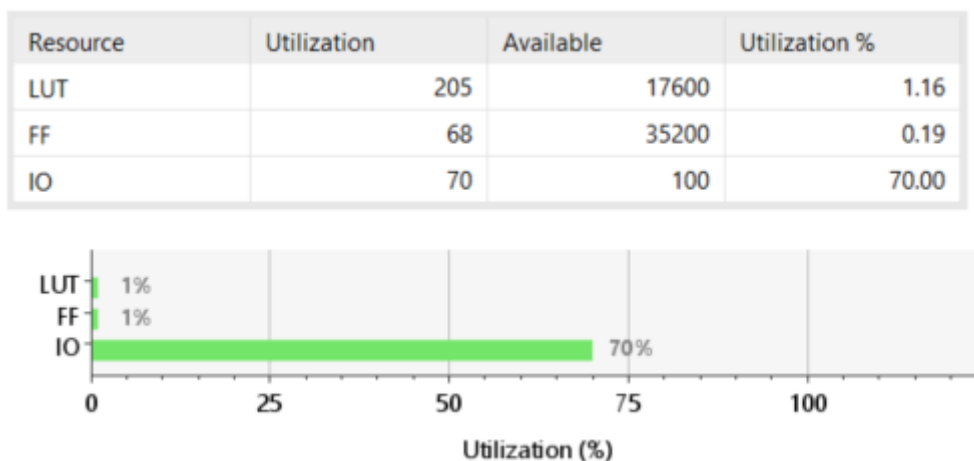 Resource Utilization Available Utilization %
LUT 205 17600 1.16
FF 68 35200 0.19
IO 70 100 70.00
LUT 1%
FF 1%
IO 70%
0 25 50 75 100
Utilization (%)